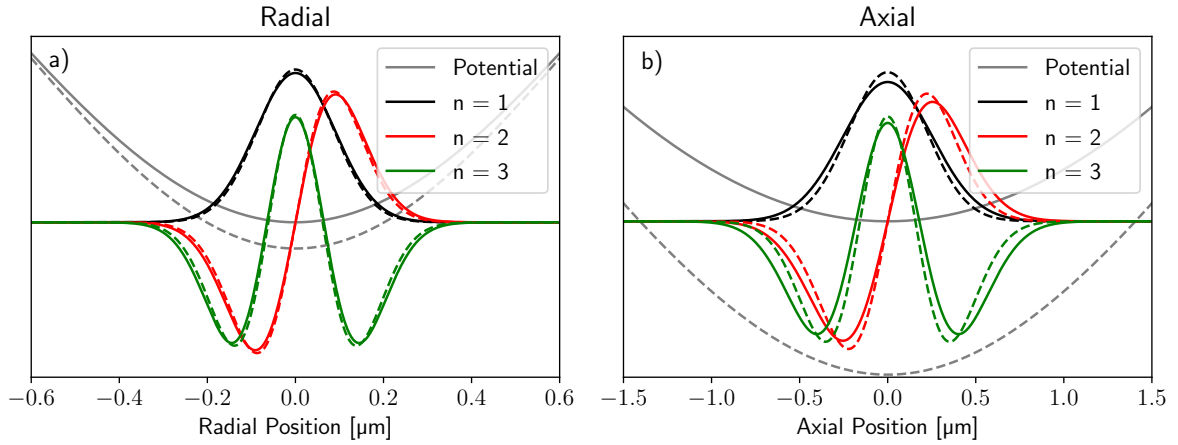 Radial
a)
Potential
n = 1
n = 2
n = 3
−0.6 −0.4 −0.2 0.0 0.2 0.4 0.6
Radial Position [µm]
Axial
b)
Potential
n = 1
n = 2
n = 3
−1.5 −1.0 −0.5 0.0 0.5 1.0 1.5
Axial Position [µm]